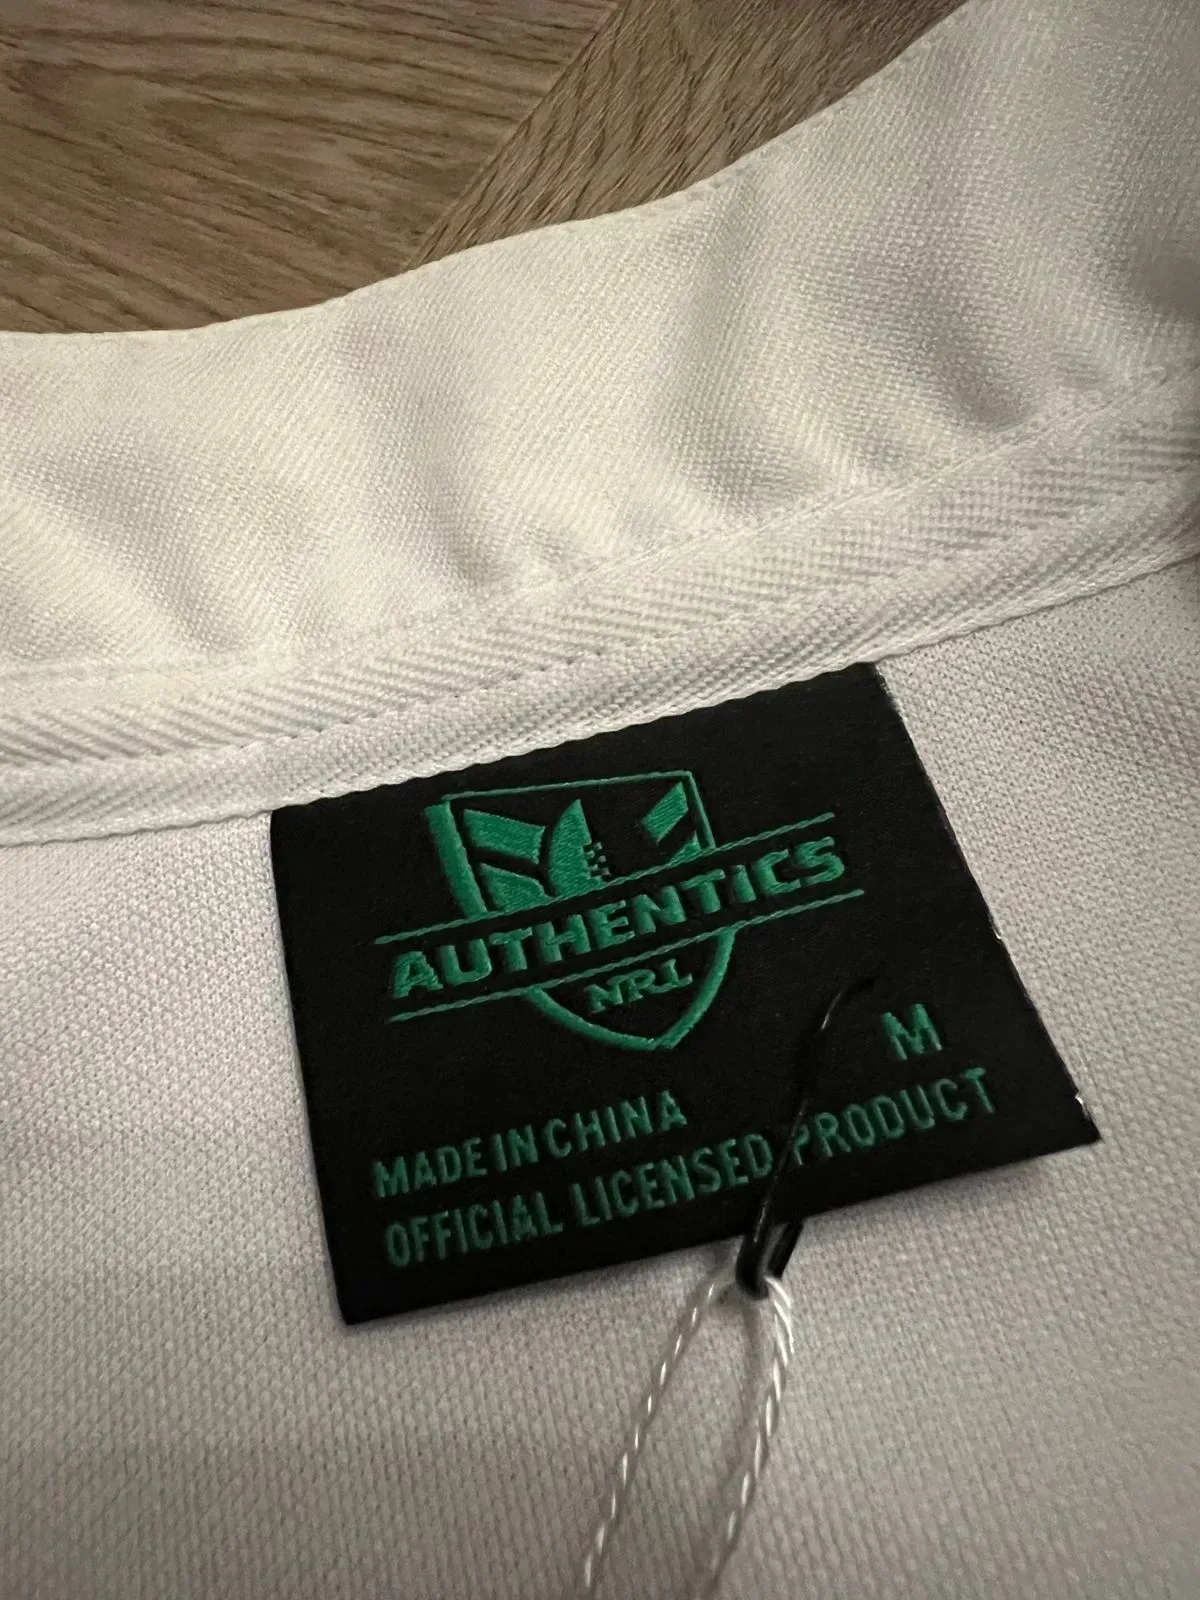 AUTHENTICS
NRL
M
MADE IN CHINA
OFFICIAL LICENSED PRODUCT